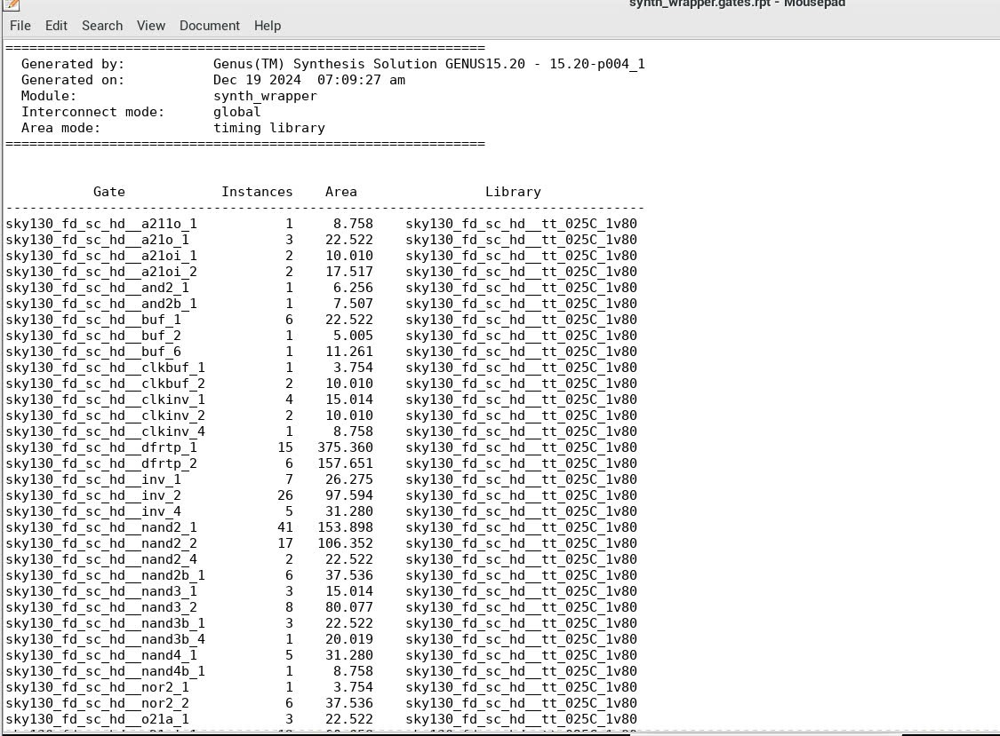 synth_wrapper.gates.rpt - Mousepad
File Edit Search View Document Help
============================================================
Generated by: Genus(TM) Synthesis Solution GENUS15.20 - 15.20-p004_1
Generated on: Dec 19 2024 07:09:27 am
Module: synth_wrapper
Interconnect mode: global
Area mode: timing library
============================================================
Gate Instances Area Library
--------------------------------------------------------------------------------
sky130_fd_sc_hd__a211o_1 1 8.758 sky130_fd_sc_hd__tt_025C_1v80
sky130_fd_sc_hd__a21o_1 3 22.522 sky130_fd_sc_hd__tt_025C_1v80
sky130_fd_sc_hd__a21oi_1 2 10.010 sky130_fd_sc_hd__tt_025C_1v80
sky130_fd_sc_hd__a21oi_2 2 17.517 sky130_fd_sc_hd__tt_025C_1v80
sky130_fd_sc_hd__and2_1 1 6.256 sky130_fd_sc_hd__tt_025C_1v80
sky130_fd_sc_hd__and2b_1 1 7.507 sky130_fd_sc_hd__tt_025C_1v80
sky130_fd_sc_hd__buf_1 6 22.522 sky130_fd_sc_hd__tt_025C_1v80
sky130_fd_sc_hd__buf_2 1 5.005 sky130_fd_sc_hd__tt_025C_1v80
sky130_fd_sc_hd__buf_6 1 11.261 sky130_fd_sc_hd__tt_025C_1v80
sky130_fd_sc_hd__clkbuf_1 1 3.754 sky130_fd_sc_hd__tt_025C_1v80
sky130_fd_sc_hd__clkbuf_2 2 10.010 sky130_fd_sc_hd__tt_025C_1v80
sky130_fd_sc_hd__clkinv_1 4 15.014 sky130_fd_sc_hd__tt_025C_1v80
sky130_fd_sc_hd__clkinv_2 2 10.010 sky130_fd_sc_hd__tt_025C_1v80
sky130_fd_sc_hd__clkinv_4 1 8.758 sky130_fd_sc_hd__tt_025C_1v80
sky130_fd_sc_hd__dfrtp_1 15 375.360 sky130_fd_sc_hd__tt_025C_1v80
sky130_fd_sc_hd__dfrtp_2 6 157.651 sky130_fd_sc_hd__tt_025C_1v80
sky130_fd_sc_hd__inv_1 7 26.275 sky130_fd_sc_hd__tt_025C_1v80
sky130_fd_sc_hd__inv_2 26 97.594 sky130_fd_sc_hd__tt_025C_1v80
sky130_fd_sc_hd__inv_4 5 31.280 sky130_fd_sc_hd__tt_025C_1v80
sky130_fd_sc_hd__nand2_1 41 153.898 sky130_fd_sc_hd__tt_025C_1v80
sky130_fd_sc_hd__nand2_2 17 106.352 sky130_fd_sc_hd__tt_025C_1v80
sky130_fd_sc_hd__nand2_4 2 22.522 sky130_fd_sc_hd__tt_025C_1v80
sky130_fd_sc_hd__nand2b_1 6 37.536 sky130_fd_sc_hd__tt_025C_1v80
sky130_fd_sc_hd__nand3_1 3 15.014 sky130_fd_sc_hd__tt_025C_1v80
sky130_fd_sc_hd__nand3_2 8 80.077 sky130_fd_sc_hd__tt_025C_1v80
sky130_fd_sc_hd__nand3b_1 3 22.522 sky130_fd_sc_hd__tt_025C_1v80
sky130_fd_sc_hd__nand3b_4 1 20.019 sky130_fd_sc_hd__tt_025C_1v80
sky130_fd_sc_hd__nand4_1 5 31.280 sky130_fd_sc_hd__tt_025C_1v80
sky130_fd_sc_hd__nand4b_1 1 8.758 sky130_fd_sc_hd__tt_025C_1v80
sky130_fd_sc_hd__nor2_1 1 3.754 sky130_fd_sc_hd__tt_025C_1v80
sky130_fd_sc_hd__nor2_2 6 37.536 sky130_fd_sc_hd__tt_025C_1v80
sky130_fd_sc_hd__o21a_1 3 22.522 sky130_fd_sc_hd__tt_025C_1v80